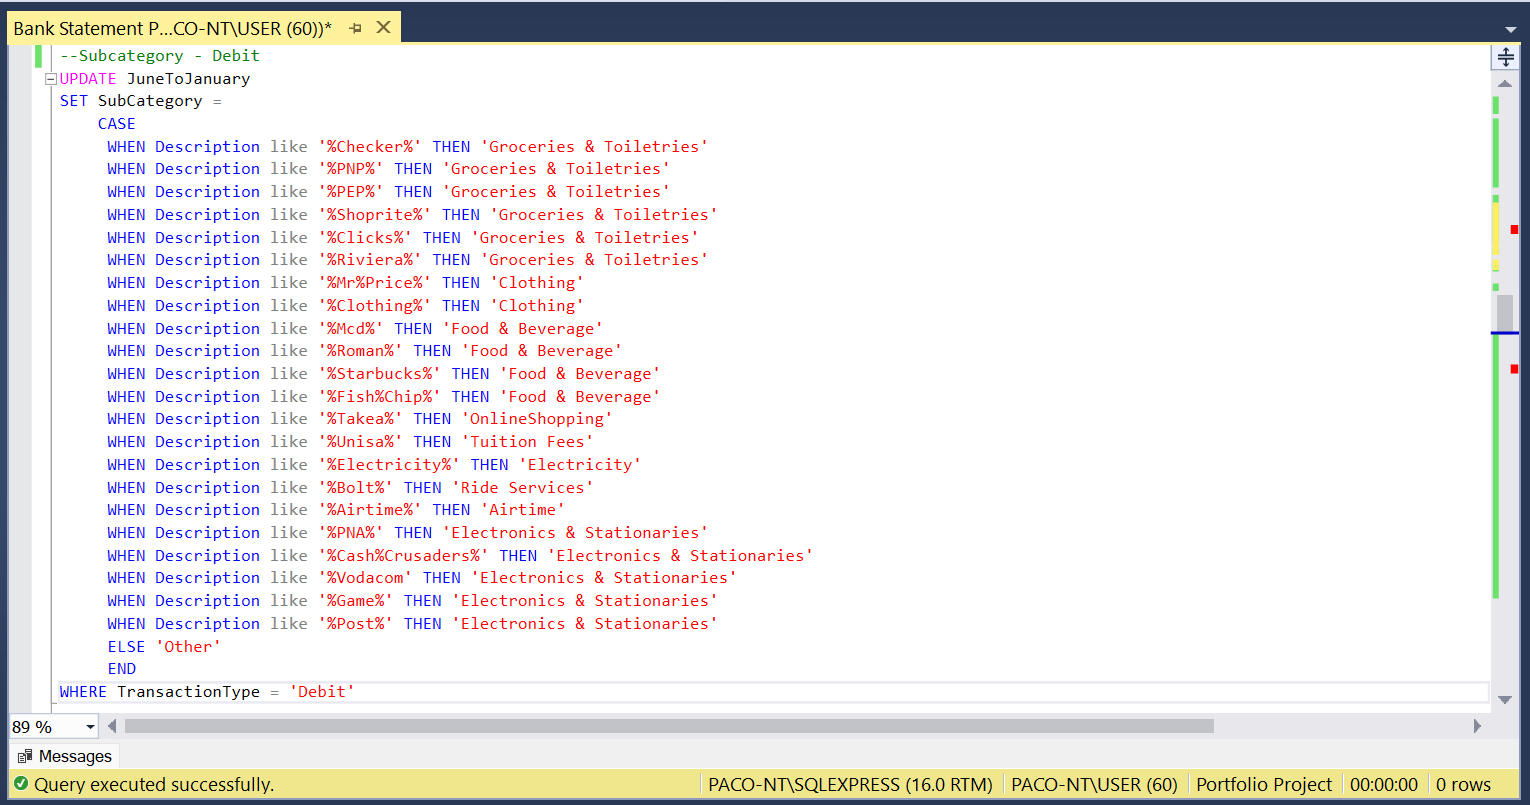 Bank Statement P...CO-NT\USER (60))*
--Subcategory - Debit
UPDATE JuneToJanuary
SET SubCategory =
CASE
WHEN Description like '%Checker%' THEN 'Groceries & Toiletries'
WHEN Description like '%PNP%' THEN 'Groceries & Toiletries'
WHEN Description like '%PEP%' THEN 'Groceries & Toiletries'
WHEN Description like '%Shoprite%' THEN 'Groceries & Toiletries'
WHEN Description like '%Clicks%' THEN 'Groceries & Toiletries'
WHEN Description like '%Riviera%' THEN 'Groceries & Toiletries'
WHEN Description like '%Mr%Price%' THEN 'Clothing'
WHEN Description like '%Clothing%' THEN 'Clothing'
WHEN Description like '%Mcd%' THEN 'Food & Beverage'
WHEN Description like '%Roman%' THEN 'Food & Beverage'
WHEN Description like '%Starbucks%' THEN 'Food & Beverage'
WHEN Description like '%Fish%Chip%' THEN 'Food & Beverage'
WHEN Description like '%Takea%' THEN 'OnlineShopping'
WHEN Description like '%Unisa%' THEN 'Tuition Fees'
WHEN Description like '%Electricity%' THEN 'Electricity'
WHEN Description like '%Bolt%' THEN 'Ride Services'
WHEN Description like '%Airtime%' THEN 'Airtime'
WHEN Description like '%PNA%' THEN 'Electronics & Stationaries'
WHEN Description like '%Cash%Crusaders%' THEN 'Electronics & Stationaries'
WHEN Description like '%Vodacom' THEN 'Electronics & Stationaries'
WHEN Description like '%Game%' THEN 'Electronics & Stationaries'
WHEN Description like '%Post%' THEN 'Electronics & Stationaries'
ELSE 'Other'
END
WHERE TransactionType = 'Debit'
89 %
Messages
Query executed successfully. PACO-NT\SQLEXPRESS (16.0 RTM) PACO-NT\USER (60) Portfolio Project 00:00:00 0 rows